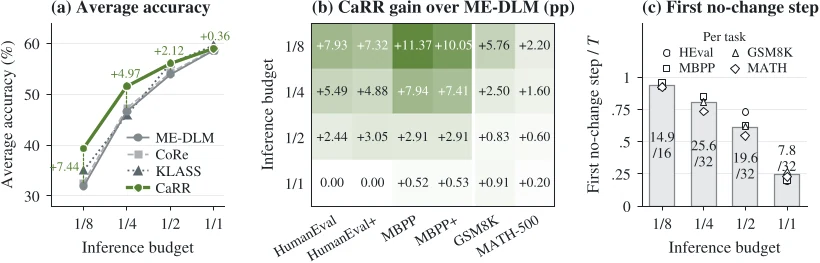 (a) Average accuracy
Average accuracy (%)
60
50
40
30
+7.44
+4.97
+2.12
+0.36
ME-DLM
CoRe
KLASS
CaRR
1/8 1/4 1/2 1/1
Inference budget
(b) CaRR gain over ME-DLM (pp)
Inference budget
1/8 +7.93 +7.32 +11.37 +10.05 +5.76 +2.20
1/4 +5.49 +4.88 +7.94 +7.41 +2.50 +1.60
1/2 +2.44 +3.05 +2.91 +2.91 +0.83 +0.60
1/1 0.00 0.00 +0.52 +0.53 +0.91 +0.20
HumanEval HumanEval+ MBPP MBPP+ GSM8K MATH-500
(c) First no-change step
First no-change step / T
Per task
HEval GSM8K
MBPP MATH
1
.75
.5
.25
0
14.9
/16
25.6
/32
19.6
/32
7.8
/32
1/8 1/4 1/2 1/1
Inference budget